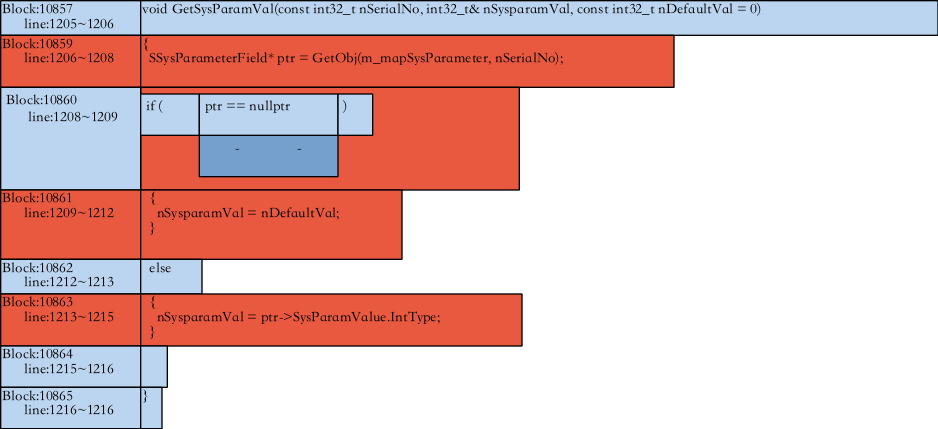 Block:10857
line:1205~1206
void GetSysParamVal(const int32_t nSerialNo, int32_t& nSysparamVal, const int32_t nDefaultVal = 0)
Block:10859
line:1206~1208
{
SSysParameterField* ptr = GetObj(m_mapSysParameter, nSerialNo);
Block:10860
line:1208~1209
if ( ptr == nullptr )
- -
Block:10861
line:1209~1212
{
nSysparamVal = nDefaultVal;
}
Block:10862
line:1212~1213
else
Block:10863
line:1213~1215
{
nSysparamVal = ptr->SysParamValue.IntType;
}
Block:10864
line:1215~1216
Block:10865
line:1216~1216
}